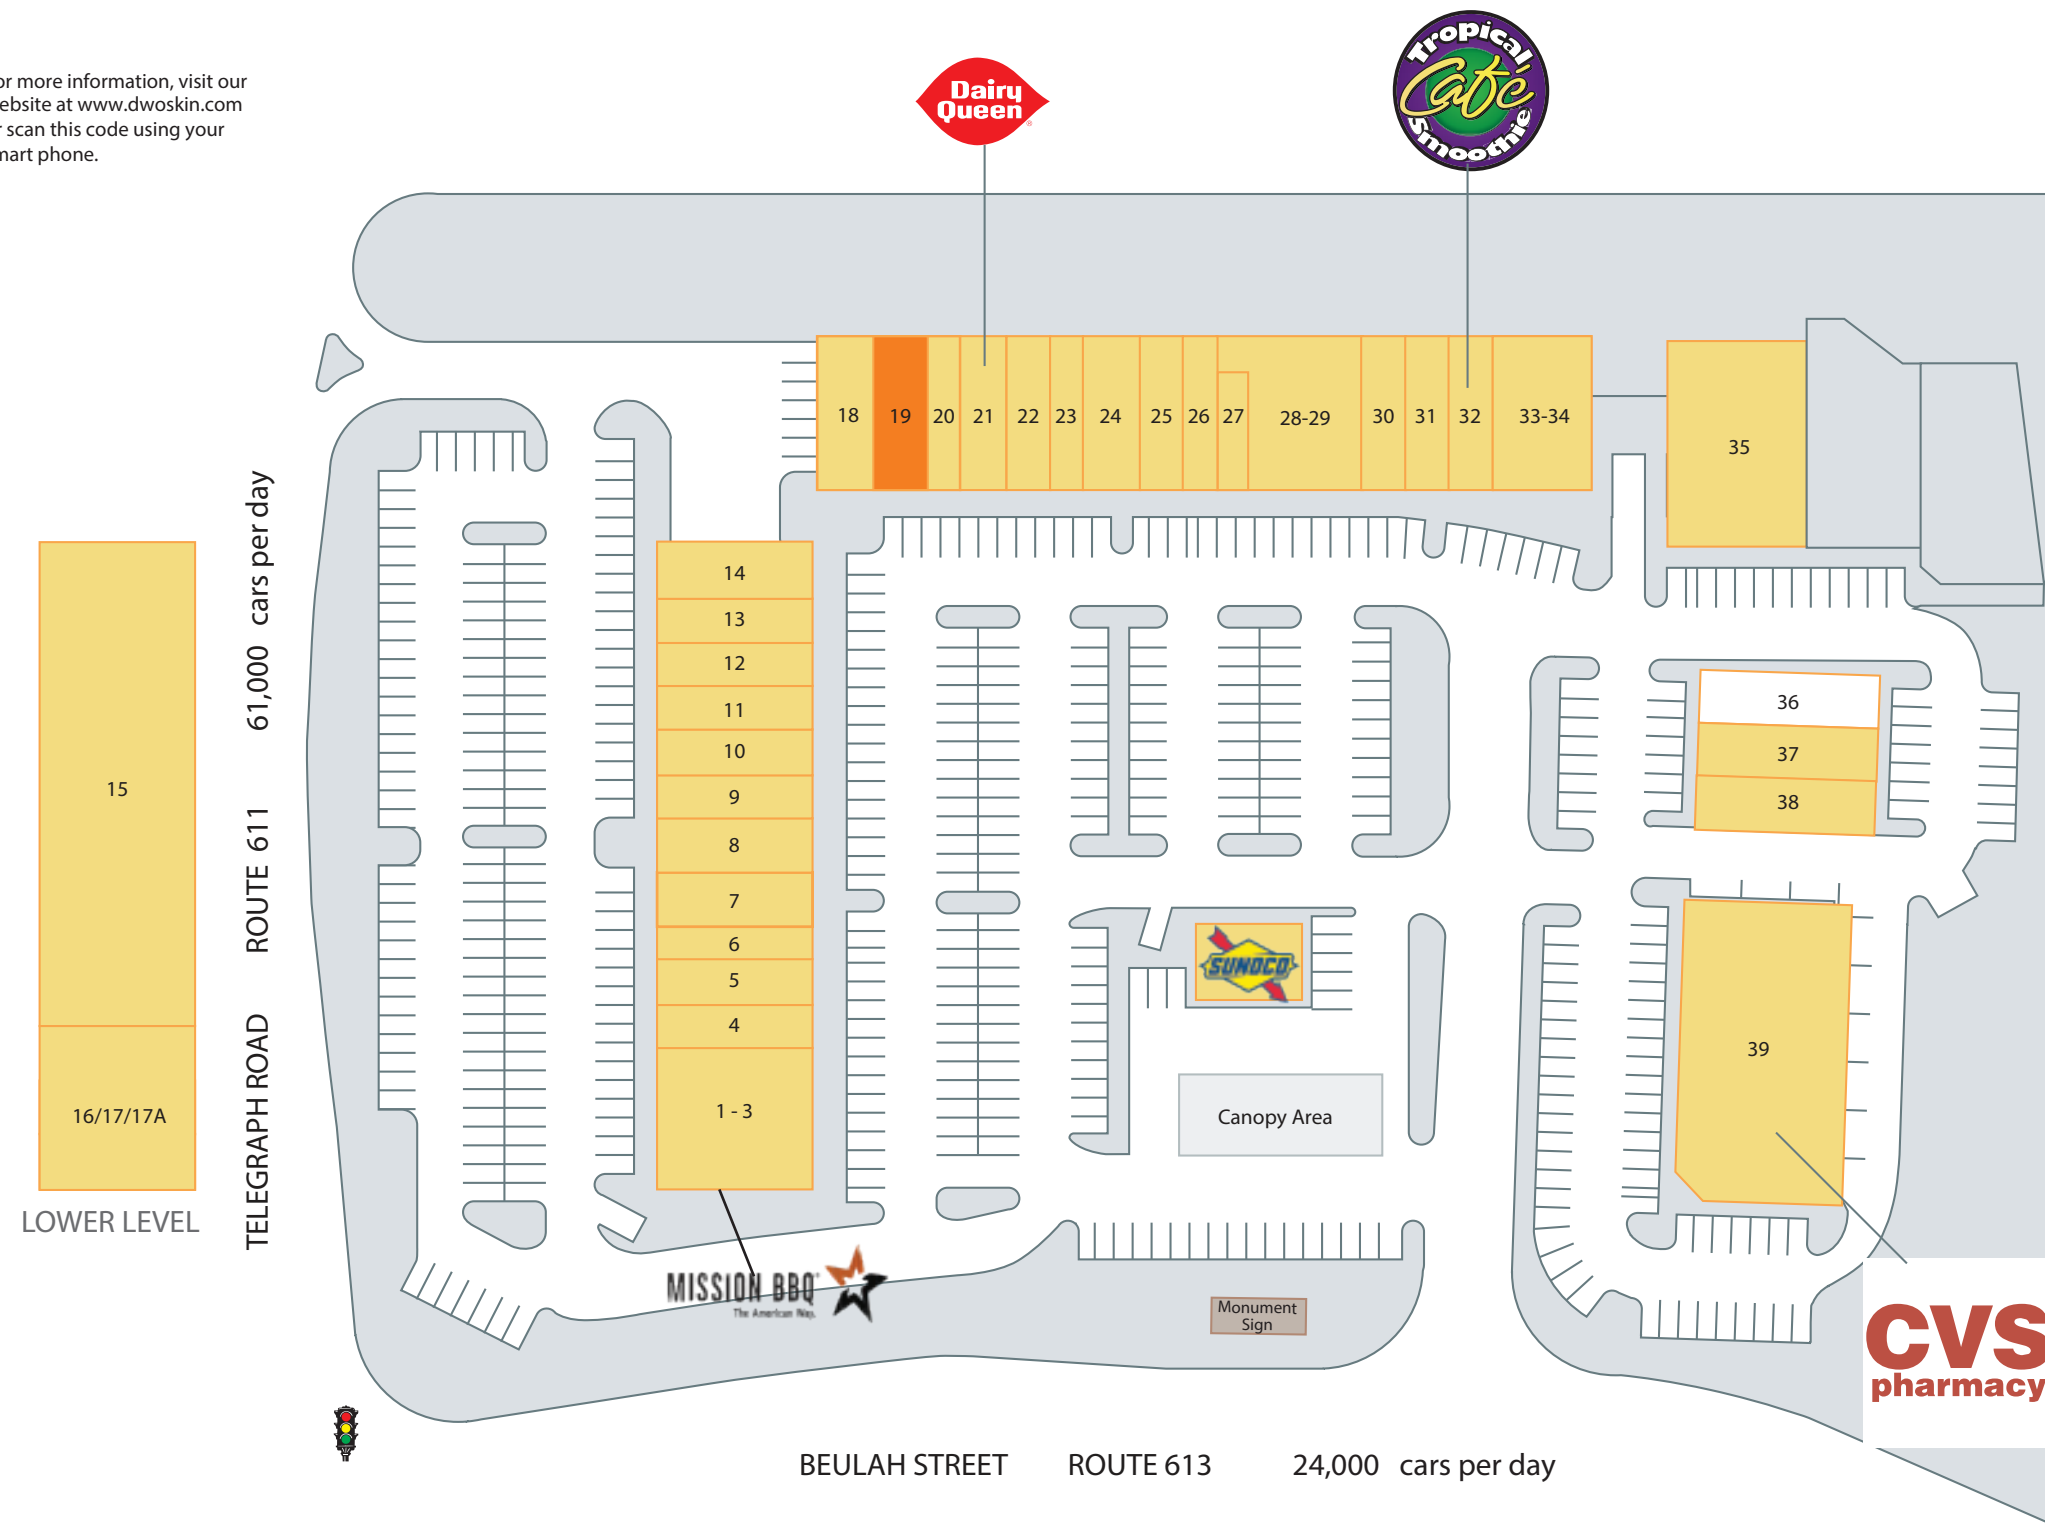 or more information, visit our
ebsite at www.dwoskin.com
r scan this code using your
mart phone.
Dairy
Queen
Tropical
Café
Smoothie
18
19
20
21
22
23
24
25
26
27
28-29
30
31
32
33-34
35
14
13
12
11
10
9
8
7
6
5
4
1 - 3
15
16/17/17A
LOWER LEVEL
TELEGRAPH ROAD ROUTE 611 61,000 cars per day
36
37
38
39
SUNOCO
Canopy Area
MISSION BBQ
The American Way.
Monument
Sign
CVS
pharmacy
BEULAH STREET ROUTE 613 24,000 cars per day